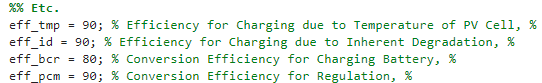 %% Etc.
eff_tmp = 90; % Efficiency for Charging due to Temperature of PV Cell, %
eff_id = 90; % Efficiency for Charging due to Inherent Degradation, %
eff_bcr = 80; % Conversion Efficiency for Charging Battery, %
eff_pcm = 90; % Conversion Efficiency for Regulation, %